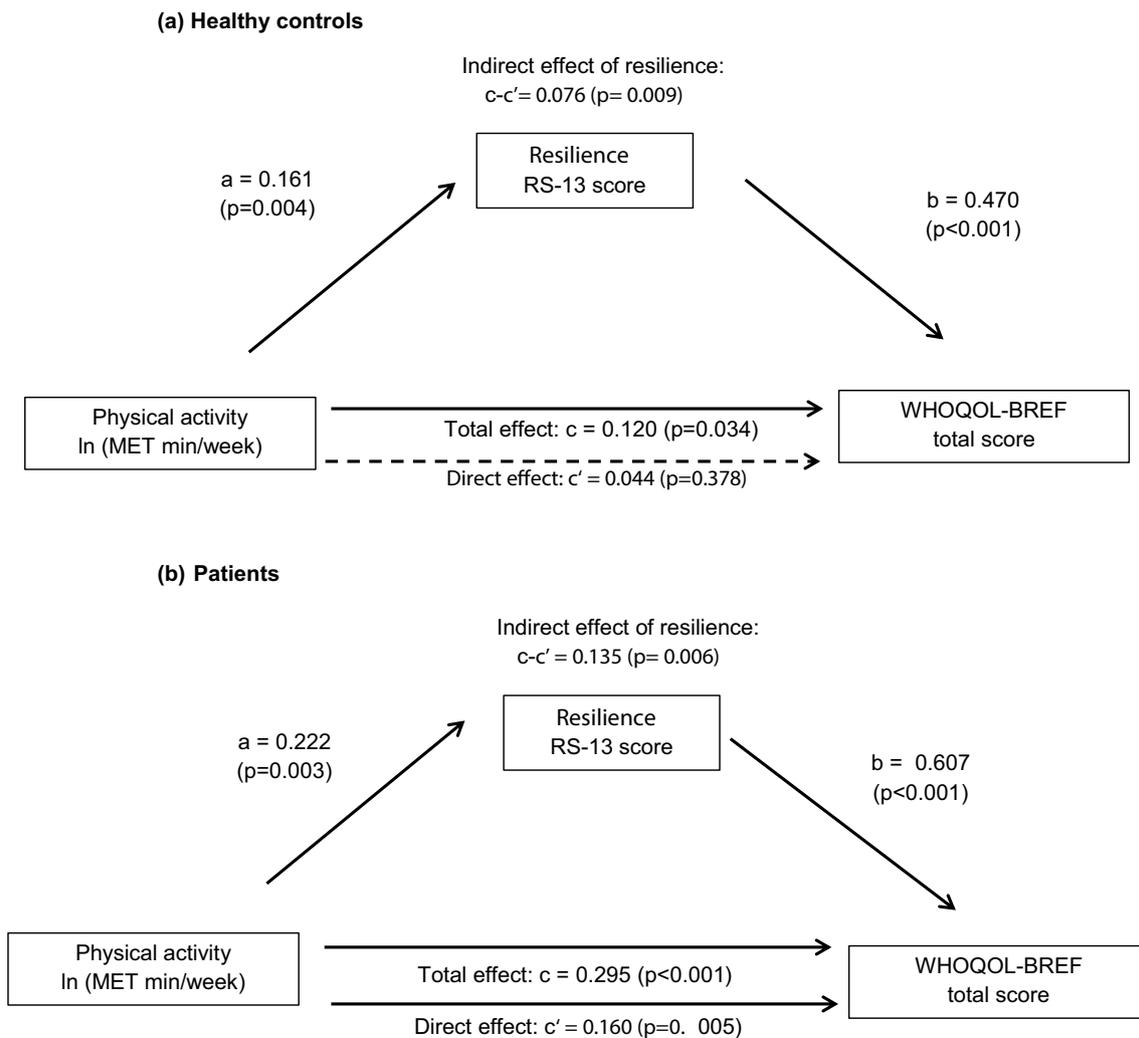 (a) Healthy controls
Indirect effect of resilience:
c-c’= 0.076 (p= 0.009)
Resilience
RS-13 score
a = 0.161
(p=0.004)
b = 0.470
(p<0.001)
Physical activity
ln (MET min/week)
Total effect: c = 0.120 (p=0.034)
Direct effect: c‘ = 0.044 (p=0.378)
WHOQOL-BREF
total score
(b) Patients
Indirect effect of resilience:
c-c’ = 0.135 (p= 0.006)
Resilience
RS-13 score
a = 0.222
(p=0.003)
b =  0.607
(p<0.001)
Physical activity
ln (MET min/week)
Total effect: c = 0.295 (p<0.001)
Direct effect: c‘ = 0.160 (p=0.  005)
WHOQOL-BREF
total score